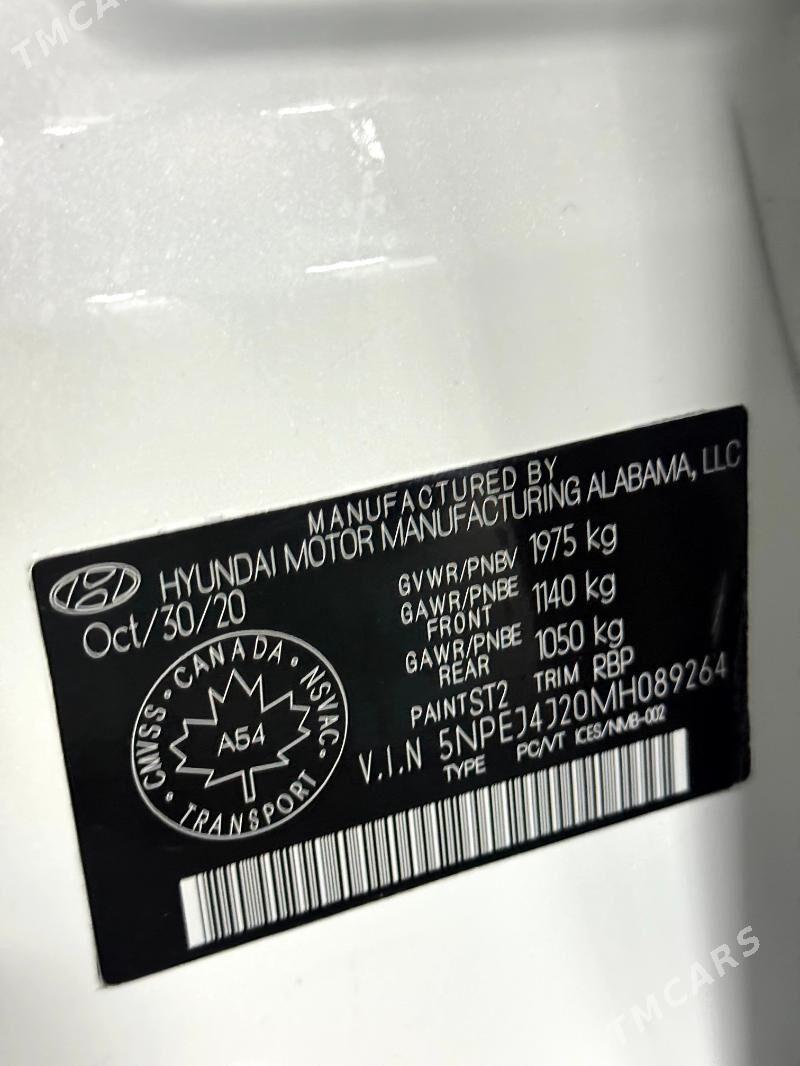 TMCARS
MANUFACTURED BY
HYUNDAI MOTOR MANUFACTURING ALABAMA, LLC
Oct/30/20
GVWR/PNBV 1975 kg
GAWR/PNBE FRONT 1140 kg
GAWR/PNBE REAR 1050 kg
PAINT ST2 TRIM RBP
V.I.N 5NPEJ4J20MH089264
TYPE PC/VT ICES/NMB-002
CANADA · NSVAC · TRANSPORT · CMVSS ·
A54
TMCARS